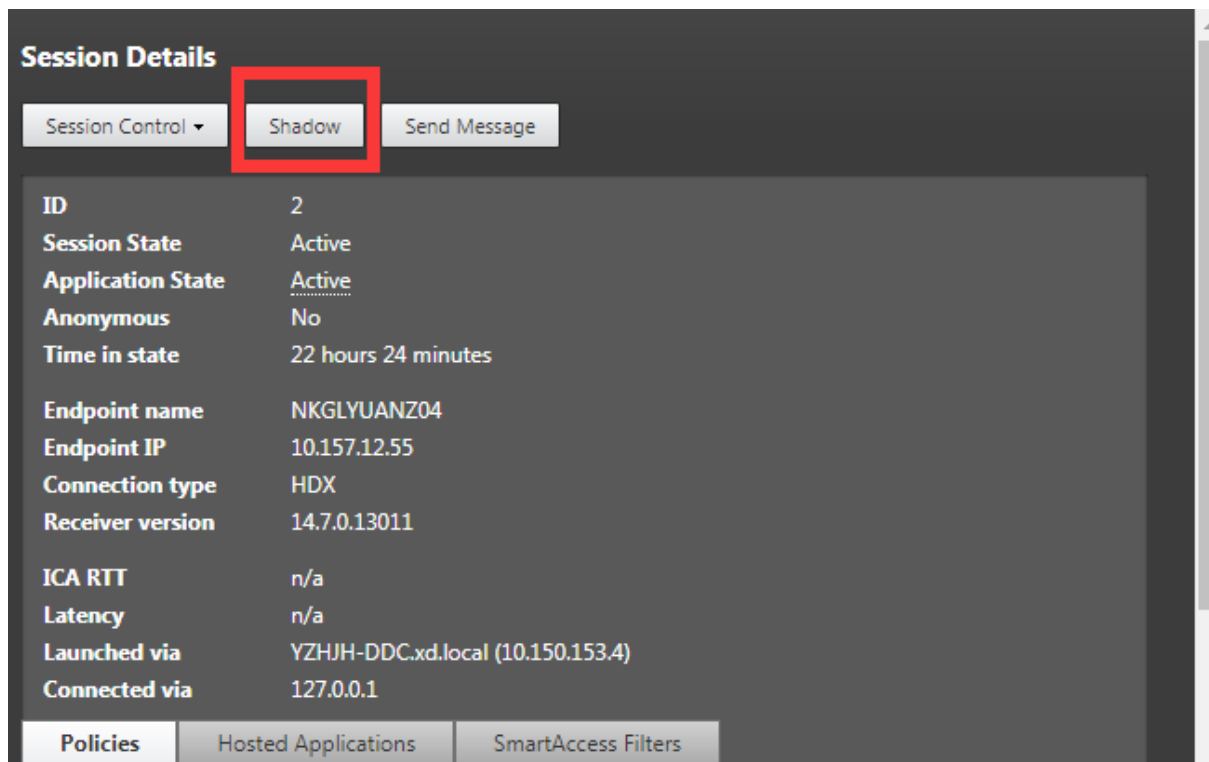 Session Details
Session Control Shadow Send Message
ID 2
Session State Active
Application State Active
Anonymous No
Time in state 22 hours 24 minutes
Endpoint name NKGLYUANZ04
Endpoint IP 10.157.12.55
Connection type HDX
Receiver version 14.7.0.13011
ICA RTT n/a
Latency n/a
Launched via YZHJH-DDC.xd.local (10.150.153.4)
Connected via 127.0.0.1
Policies Hosted Applications SmartAccess Filters